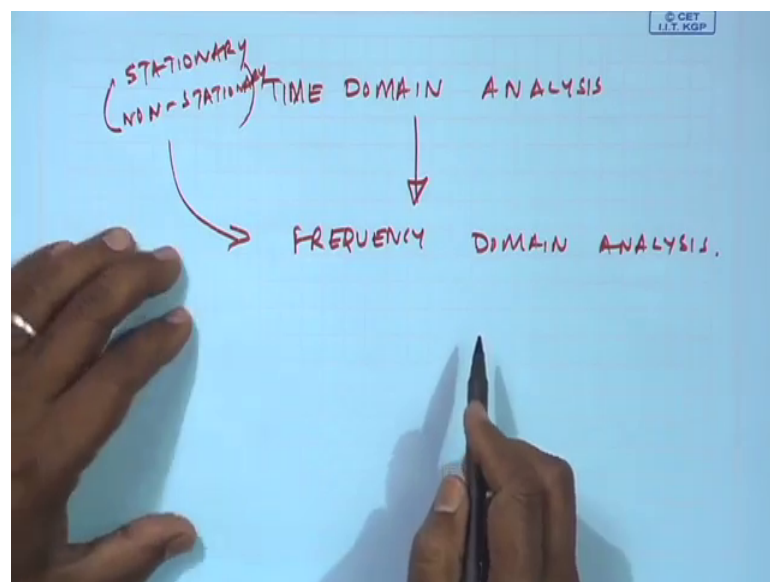 © CET
I.I.T. KGP
STATIONARY
NON-STATIONARY
TIME DOMAIN ANALYSIS
FREQUENCY DOMAIN ANALYSIS.